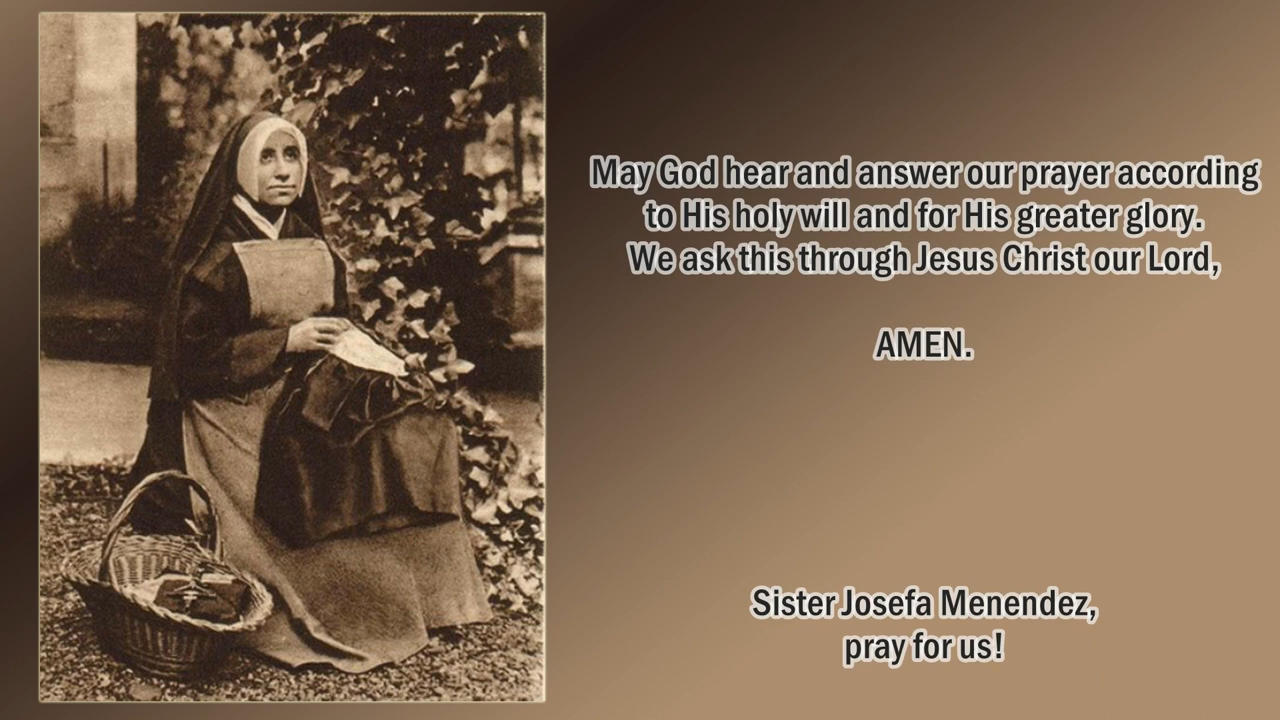 May God hear and answer our prayer according
to His holy will and for His greater glory.
We ask this through Jesus Christ our Lord,
AMEN.
Sister Josefa Menendez,
pray for us!